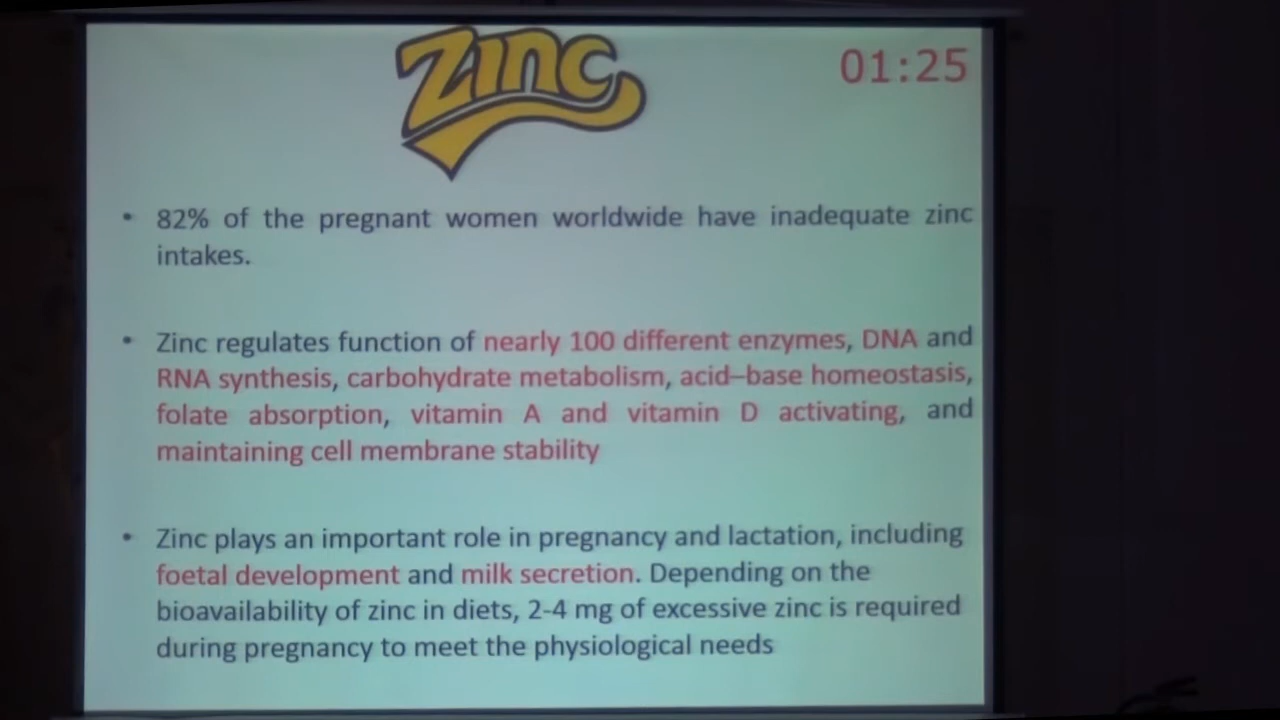 Zinc
01:25
• 82% of the pregnant women worldwide have inadequate zinc
intakes.
• Zinc regulates function of nearly 100 different enzymes, DNA and
RNA synthesis, carbohydrate metabolism, acid–base homeostasis,
folate absorption, vitamin A and vitamin D activating, and
maintaining cell membrane stability
• Zinc plays an important role in pregnancy and lactation, including
foetal development and milk secretion. Depending on the
bioavailability of zinc in diets, 2-4 mg of excessive zinc is required
during pregnancy to meet the physiological needs